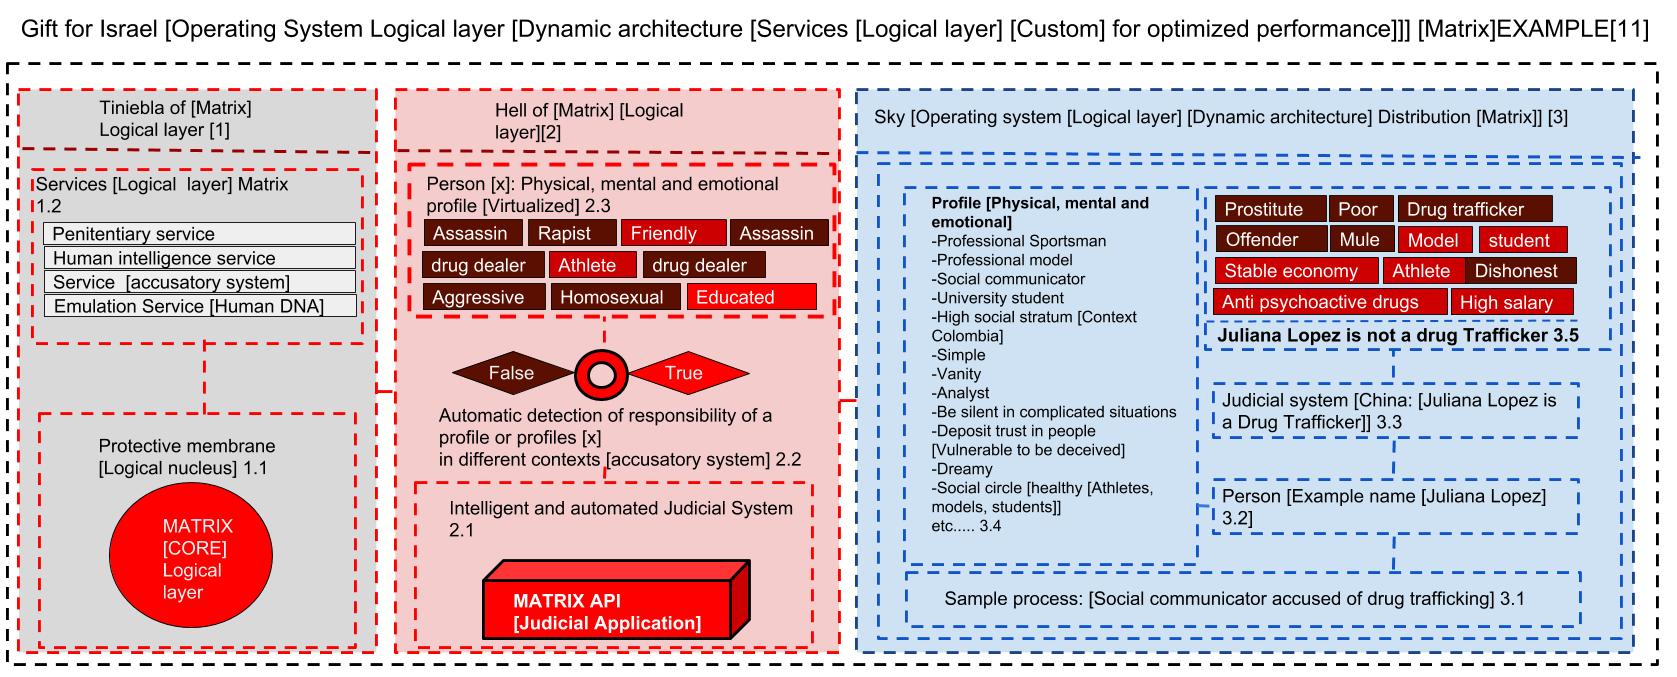 Gift for Israel [Operating System Logical layer [Dynamic architecture [Services [Logical layer] [Custom] for optimized performance]]] [Matrix]EXAMPLE[11]
Tiniebla of [Matrix]
Logical layer [1]
Services [Logical layer] Matrix
1.2
Penitentiary service
Human intelligence service
Service [accusatory system]
Emulation Service [Human DNA]
Protective membrane
[Logical nucleus] 1.1
MATRIX
[CORE]
Logical
layer
Hell of [Matrix] [Logical
layer][2]
Person [x]: Physical, mental and emotional
profile [Virtualized] 2.3
Assassin Rapist Friendly Assassin
drug dealer Athlete drug dealer
Aggressive Homosexual Educated
False True
Automatic detection of responsibility of a
profile or profiles [x]
in different contexts [accusatory system] 2.2
Intelligent and automated Judicial System
2.1
MATRIX API
[Judicial Application]
Sky [Operating system [Logical layer] [Dynamic architecture] Distribution [Matrix]] [3]
Profile [Physical, mental and
emotional]
-Professional Sportsman
-Professional model
-Social communicator
-University student
-High social stratum [Context
Colombia]
-Simple
-Vanity
-Analyst
-Be silent in complicated situations
-Deposit trust in people
[Vulnerable to be deceived]
-Dreamy
-Social circle [healthy [Athletes,
models, students]]
etc..... 3.4
Prostitute Poor Drug trafficker
Offender Mule Model student
Stable economy Athlete Dishonest
Anti psychoactive drugs High salary
Juliana Lopez is not a drug Trafficker 3.5
Judicial system [China: [Juliana Lopez is
a Drug Trafficker]] 3.3
Person [Example name [Juliana Lopez]
3.2]
Sample process: [Social communicator accused of drug trafficking] 3.1